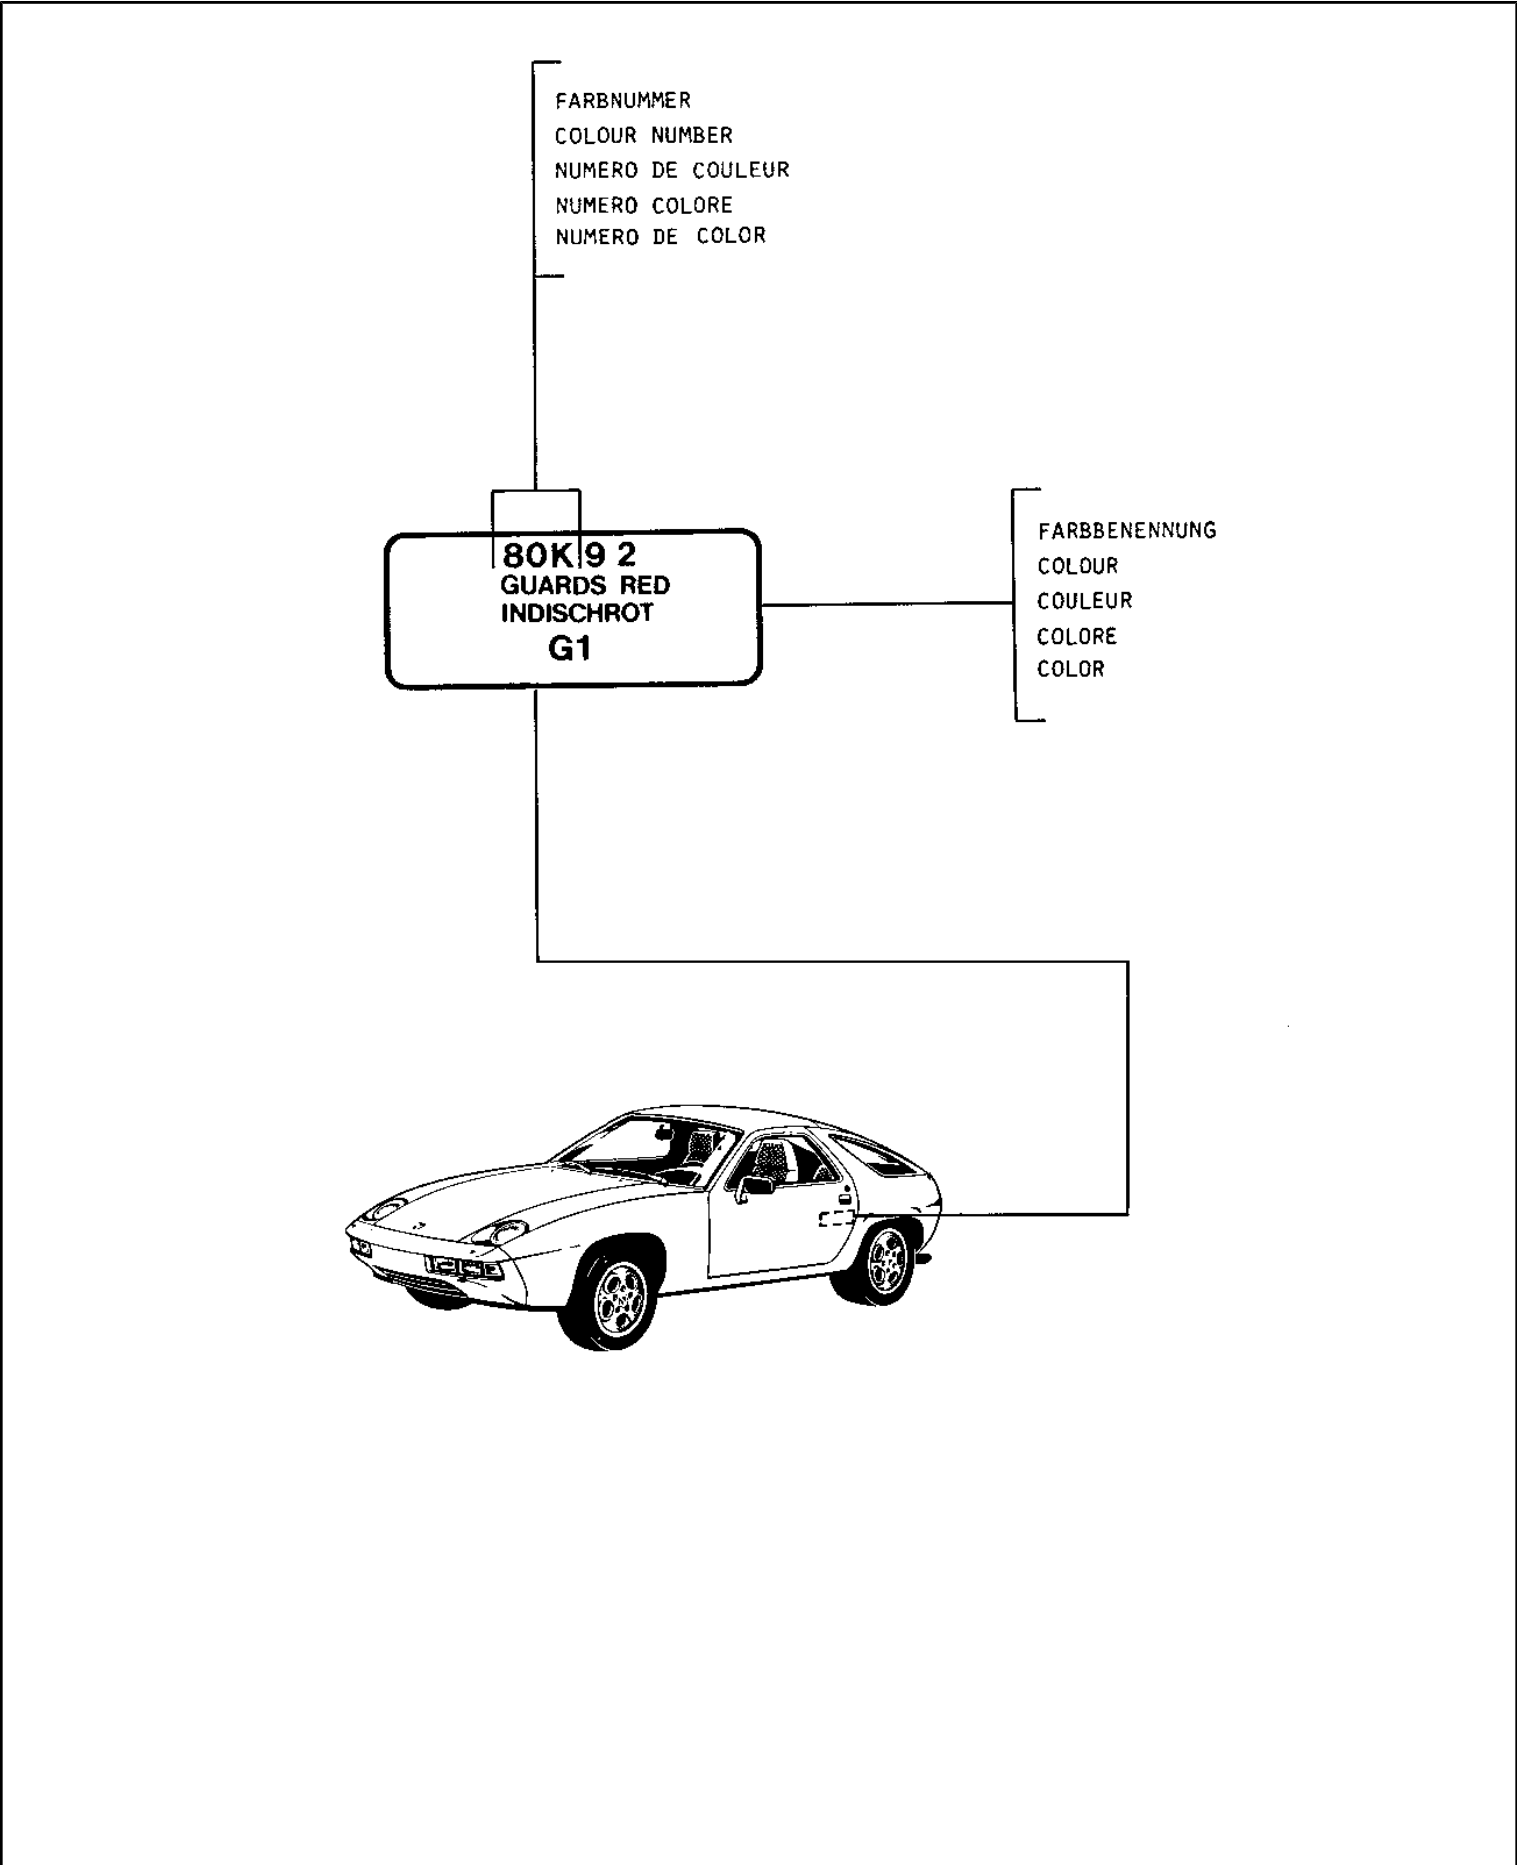 FARBNUMMER
COLOUR NUMBER
NUMERO DE COULEUR
NUMERO COLORE
NUMERO DE COLOR
80K 9 2
GUARDS RED
INDISCHROT
G1
FARBBENENNUNG
COLOUR
COULEUR
COLORE
COLOR